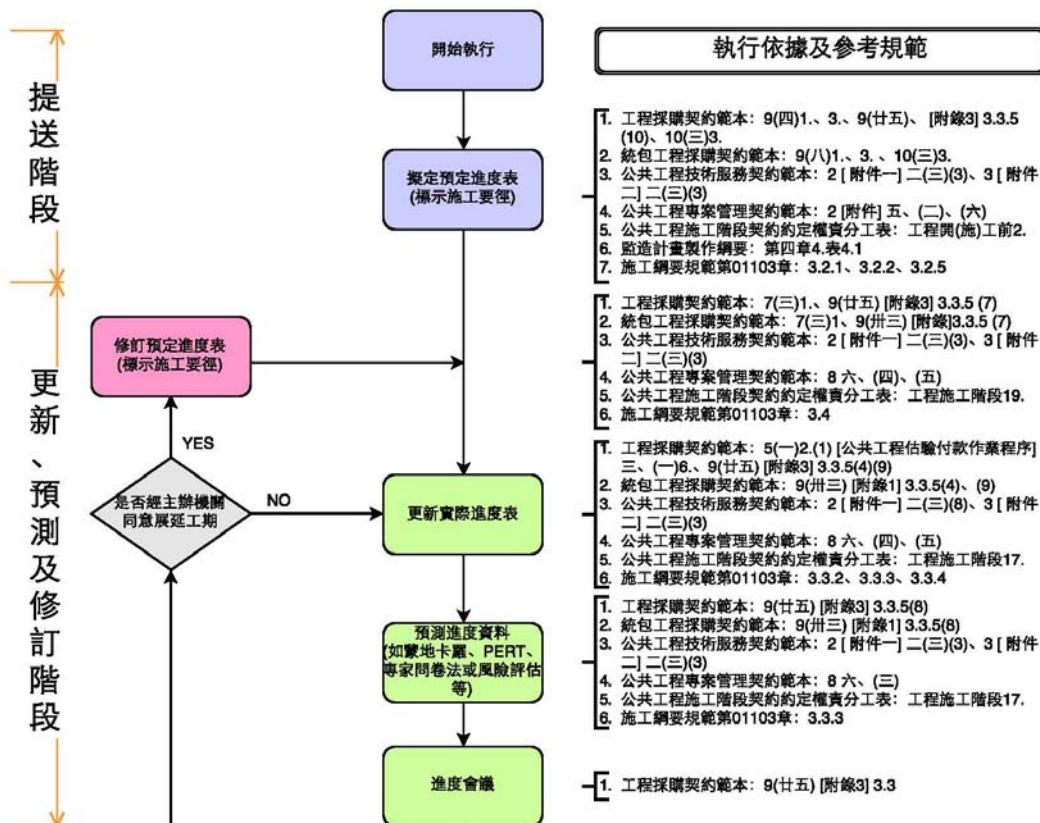 提送階段
開始執行
擬定預定進度表
(標示施工要徑)
更新、預測及修訂階段
修訂預定進度表
(標示施工要徑)
YES
是否經主辦機關
同意展延工期
NO
更新實際進度表
預測進度資料
(如蒙地卡羅、PERT、
專家問卷法或風險評估
等)
進度會議
執行依據及參考規範
1. 工程採購契約範本：9(四)1.、3.、9(廿五)、 [附錄3] 3.3.5
(10)、10(三)3.
2. 統包工程採購契約範本：9(八)1.、3.、10(三)3.
3. 公共工程技術服務契約範本：2 [ 附件一] 二(三)(3)、3 [ 附件
二] 二(三)(3)
4. 公共工程專案管理契約範本：2 [附件] 五、(二)、(六)
5. 公共工程施工階段契約約定權責分工表：工程開(施)工前2.
6. 監造計畫製作綱要：第四章4.表4.1
7. 施工綱要規範第01103章：3.2.1、3.2.2、3.2.5
1. 工程採購契約範本：7(三)1.、9(廿五) [附錄3] 3.3.5 (7)
2. 統包工程採購契約範本：7(三)1、9(卅三) [附錄]3.3.5 (7)
3. 公共工程技術服務契約範本：2 [ 附件一] 二(三)(3)、3 [ 附件
二] 二(三)(3)
4. 公共工程專案管理契約範本：8 六、(四)、(五)
5. 公共工程施工階段契約約定權責分工表：工程施工階段19.
6. 施工綱要規範第01103章：3.4
1. 工程採購契約範本：5(一)2.(1) [公共工程估驗付款作業程序]
三、(一)6.、9(廿五) [附錄3] 3.3.5(4)(9)
2. 統包工程採購契約範本：9(卅三) [附錄1] 3.3.5(4)、(9)
3. 公共工程技術服務契約範本：2 [ 附件一] 二(三)(8)、3 [ 附件
二] 二(三)(3)
4. 公共工程專案管理契約範本：8 六、(四)、(五)
5. 公共工程施工階段契約約定權責分工表：工程施工階段17.
6. 施工綱要規範第01103章：3.3.2、3.3.3、3.3.4
1. 工程採購契約範本：9(廿五) [附錄3] 3.3.5(8)
2. 統包工程採購契約範本：9(卅三) [附錄1] 3.3.5(8)
3. 公共工程技術服務契約範本：2 [ 附件一] 二(三)(3)、3 [ 附件
二] 二(三)(3)
4. 公共工程專案管理契約範本：8 六、(三)
5. 公共工程施工階段契約約定權責分工表：工程施工階段17.
6. 施工綱要規範第01103章：3.3.3
1. 工程採購契約範本：9(廿五) [附錄3] 3.3